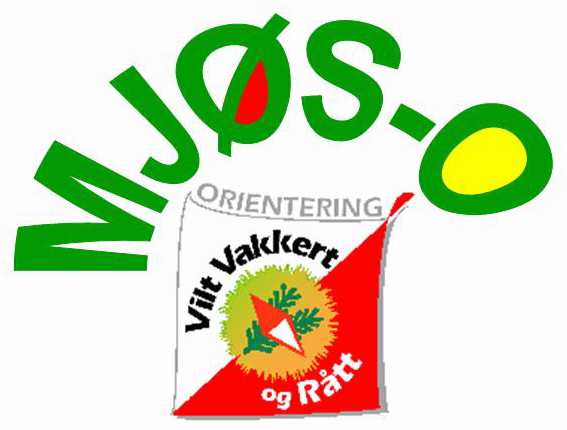 MJØS-O
ORIENTERING
Vilt Vakkert
og Rått